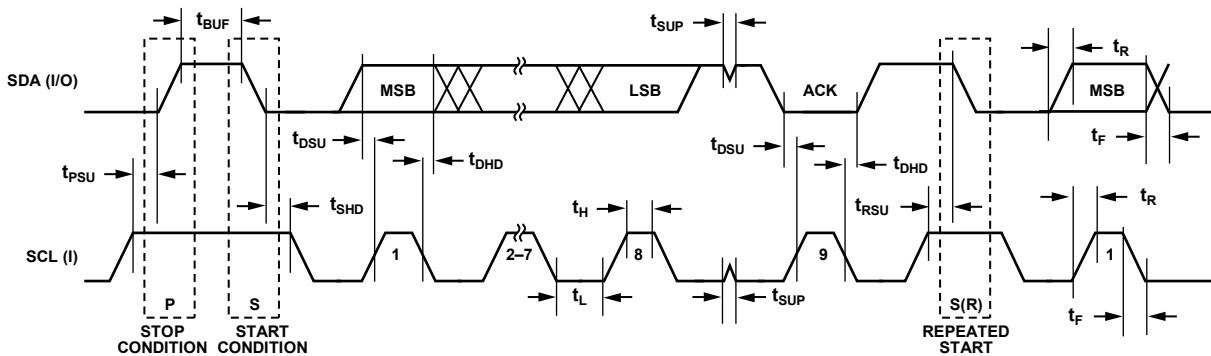 tBUF
tSUP
tR
SDA (I/O)
MSB
LSB
ACK
MSB
tDSU
tDHD
tDSU
tDHD
tF
tPSU
tSHD
tH
tRSU
tR
SCL (I)
1
2–7
8
9
1
P
S
tL
tSUP
S(R)
tF
STOP
CONDITION
START
CONDITION
REPEATED
START